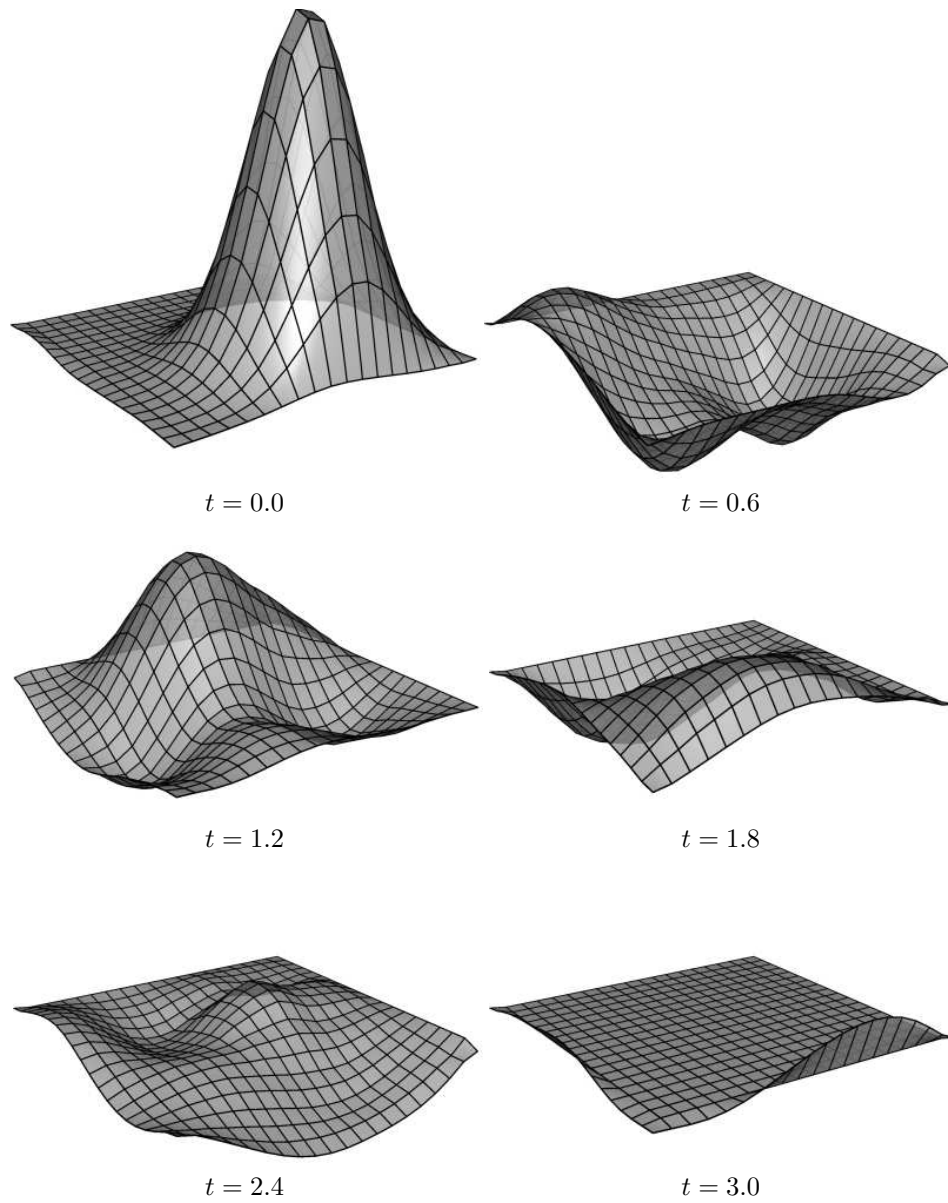 t = 0.0
t = 0.6
t = 1.2
t = 1.8
t = 2.4
t = 3.0